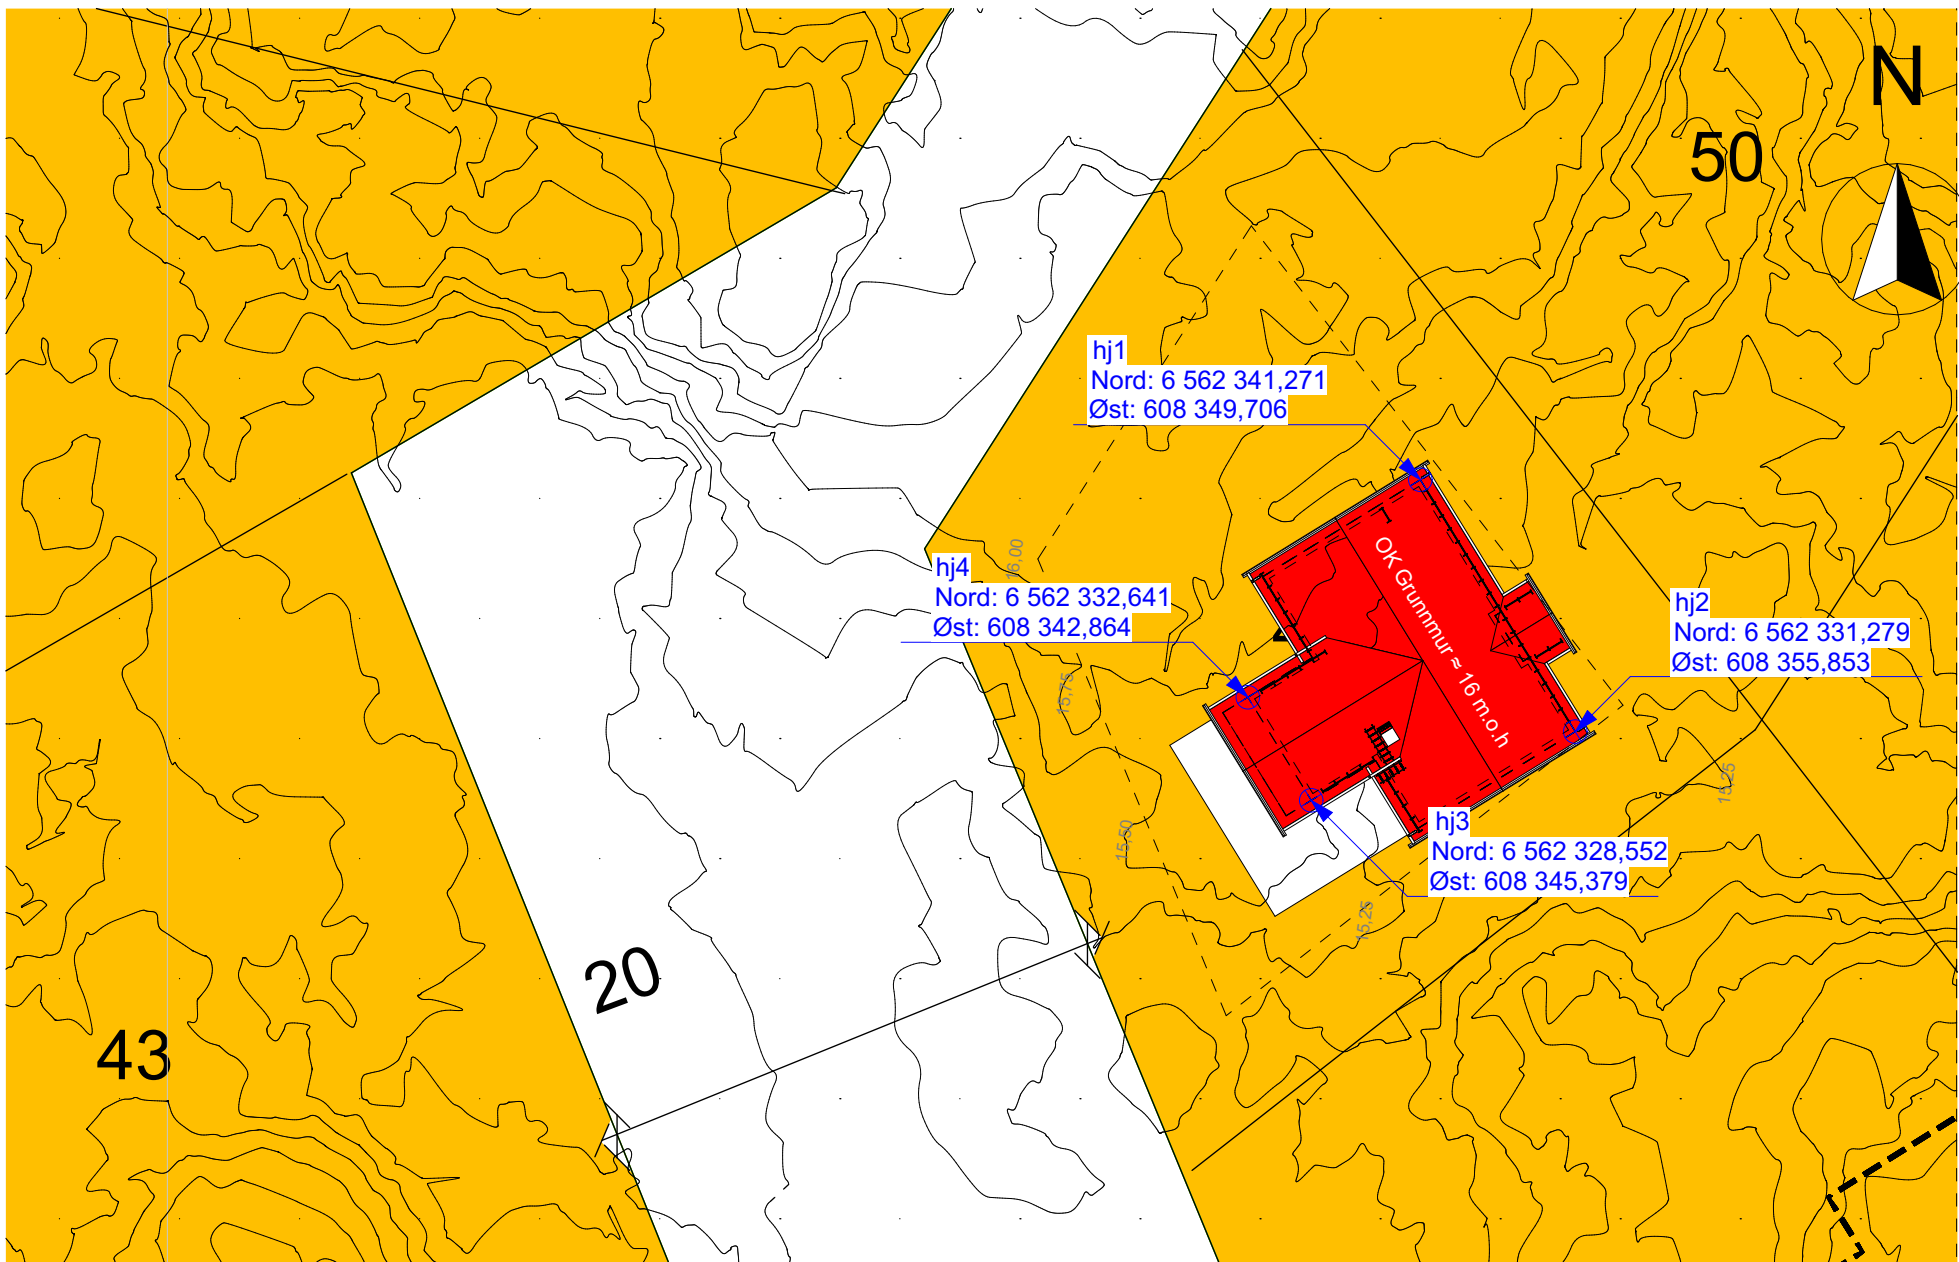 N
50
hj1
Nord: 6 562 341,271
Øst: 608 349,706
16,00
hj4
Nord: 6 562 332,641
Øst: 608 342,864
OK Grunnmur ≈ 16 m.o.h
hj2
Nord: 6 562 331,279
Øst: 608 355,853
15,75
15,25
15,50
hj3
Nord: 6 562 328,552
Øst: 608 345,379
15,25
20
43